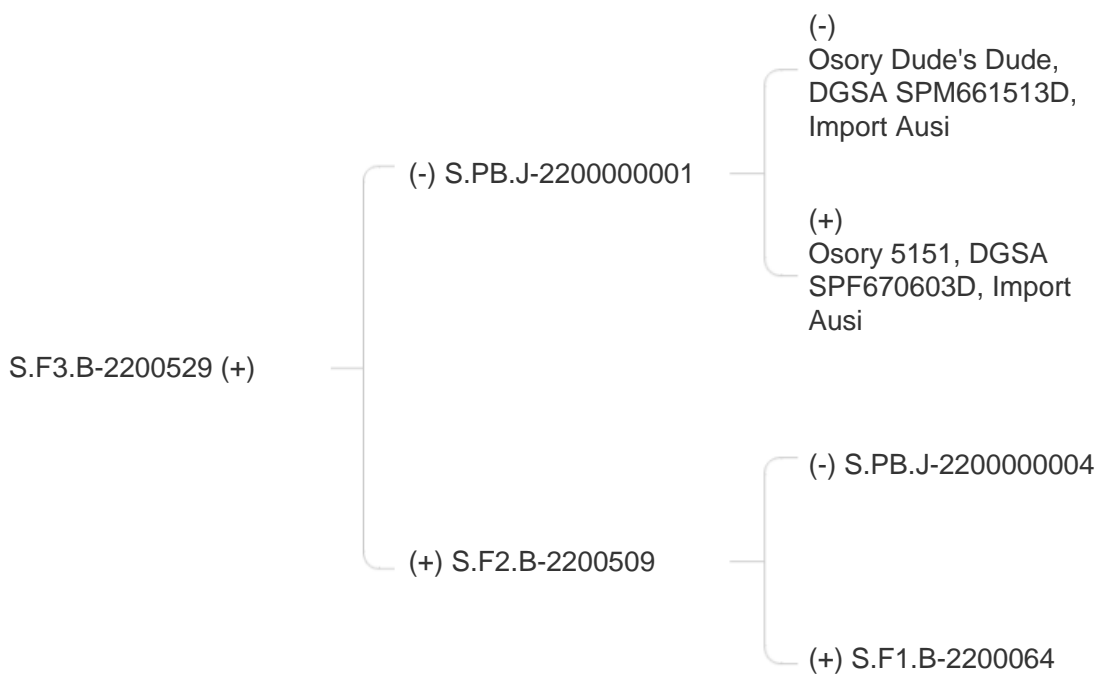 (-)
Osory Dude's Dude,
DGSA SPM661513D,
Import Ausi
(-) S.PB.J-2200000001
(+)
Osory 5151, DGSA
SPF670603D, Import
Ausi
S.F3.B-2200529 (+)
(-) S.PB.J-2200000004
(+) S.F2.B-2200509
(+) S.F1.B-2200064